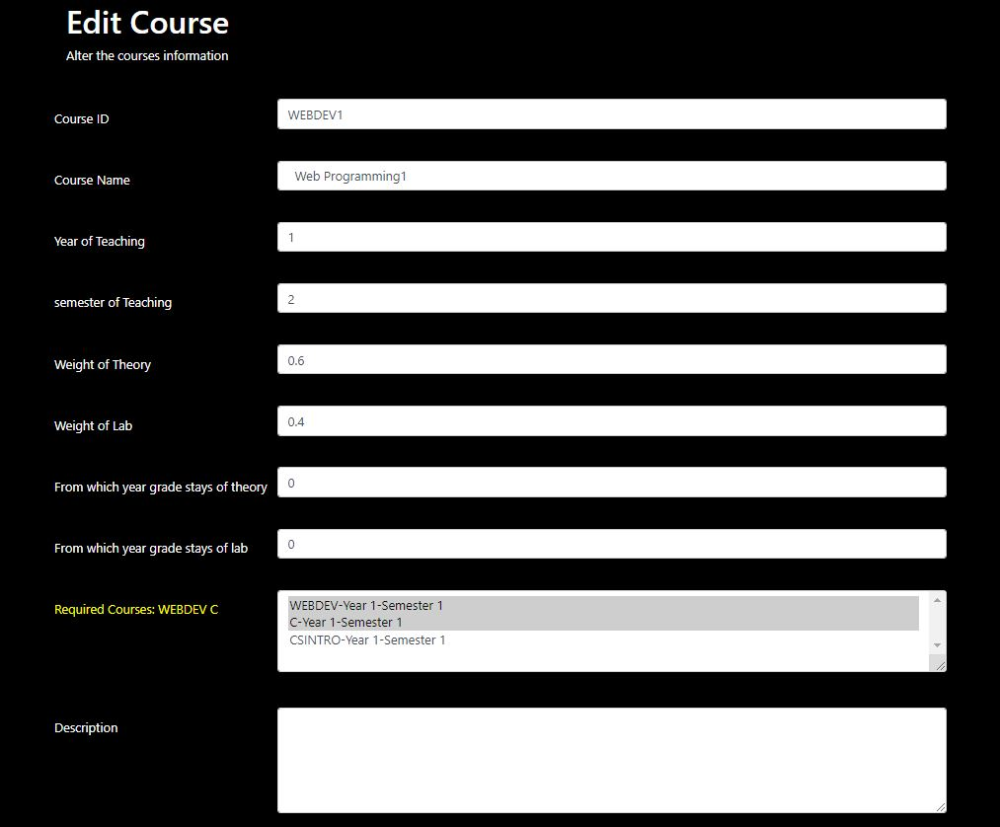 Edit Course
Alter the courses information
Course ID
WEBDEV1
Course Name
Web Programming1
Year of Teaching
1
semester of Teaching
2
Weight of Theory
0.6
Weight of Lab
0.4
From which year grade stays of theory
0
From which year grade stays of lab
0
Required Courses: WEBDEV C
WEBDEV-Year 1-Semester 1
C-Year 1-Semester 1
CSINTRO-Year 1-Semester 1
Description